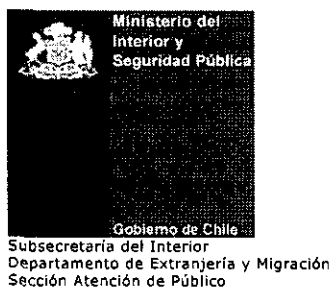 Ministerio del
Interior y
Seguridad Pública
Gobierno de Chile
Subsecretaría del Interior
Departamento de Extranjería y Migración
Sección Atención de Público